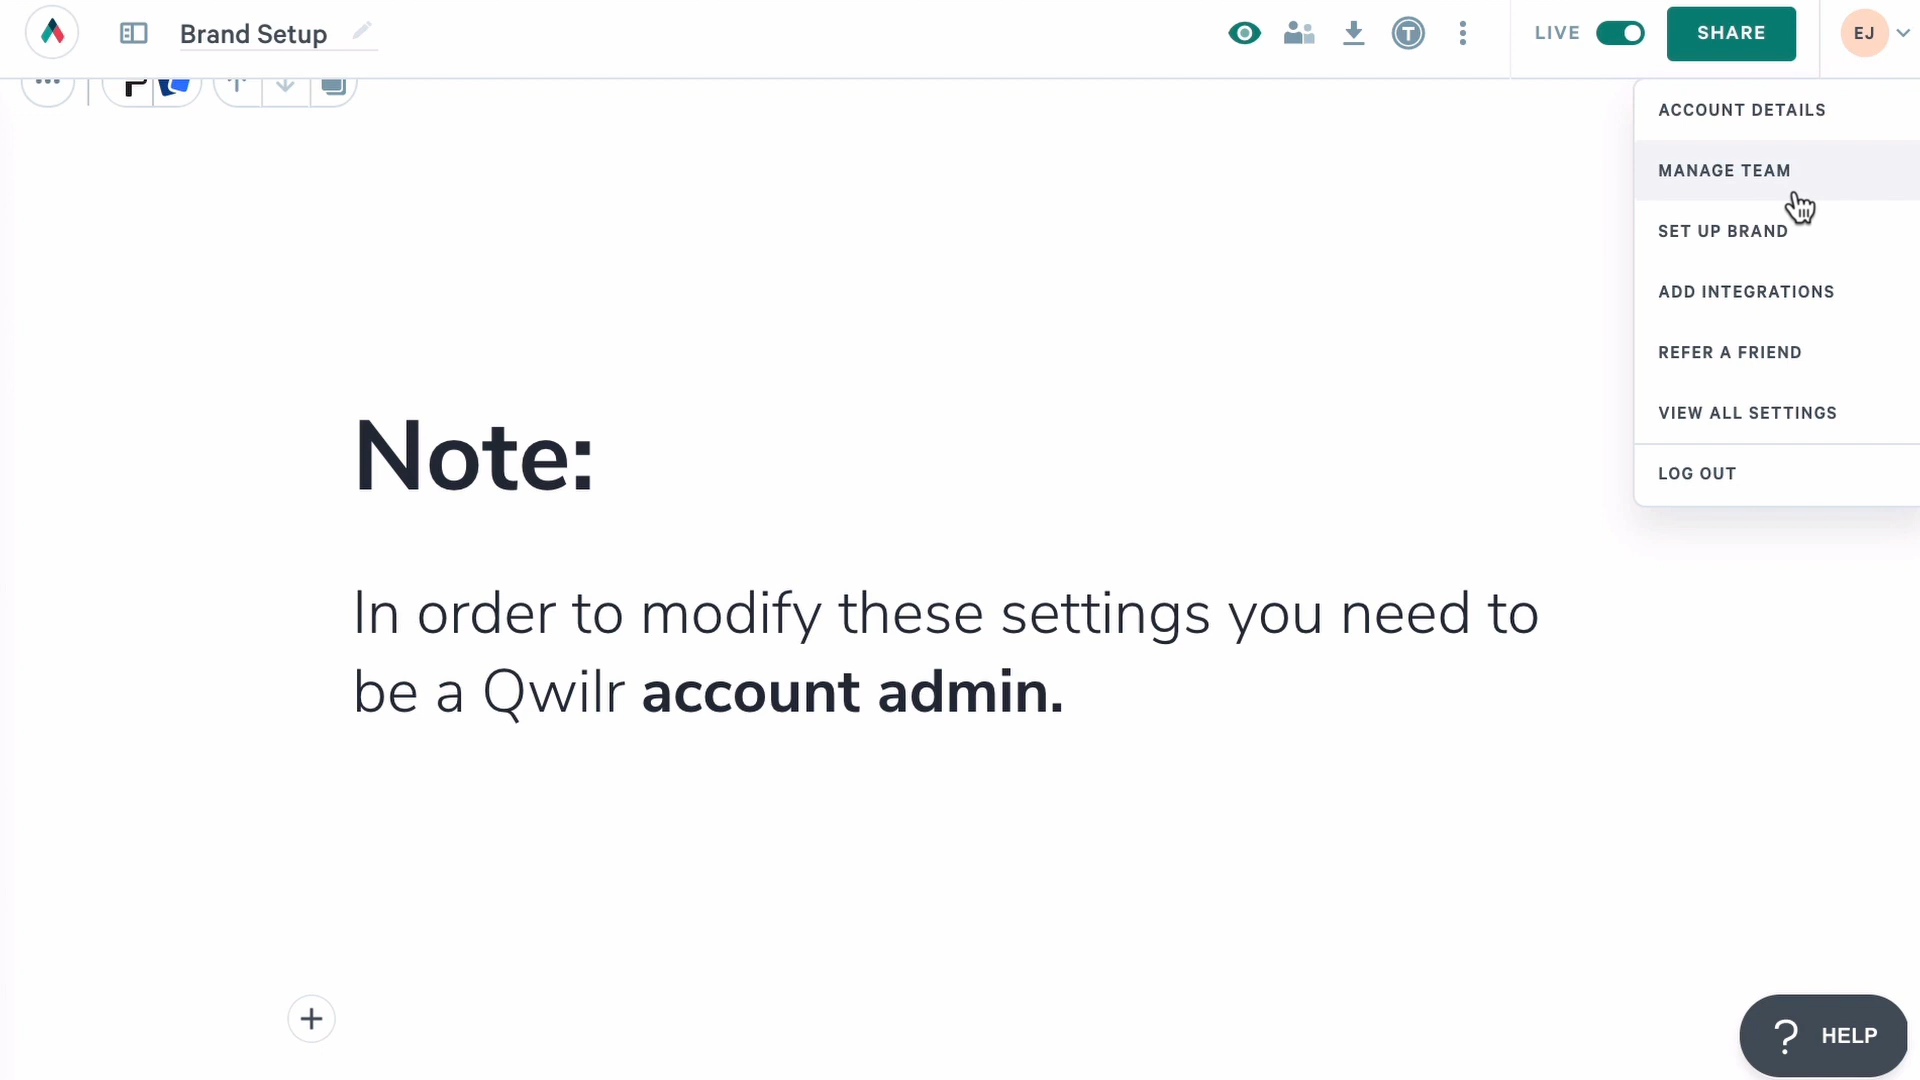 Brand Setup
LIVE
SHARE
EJ
ACCOUNT DETAILS
MANAGE TEAM
SET UP BRAND
ADD INTEGRATIONS
REFER A FRIEND
VIEW ALL SETTINGS
LOG OUT
Note:
In order to modify these settings you need to
be a Qwilr account admin.
? HELP